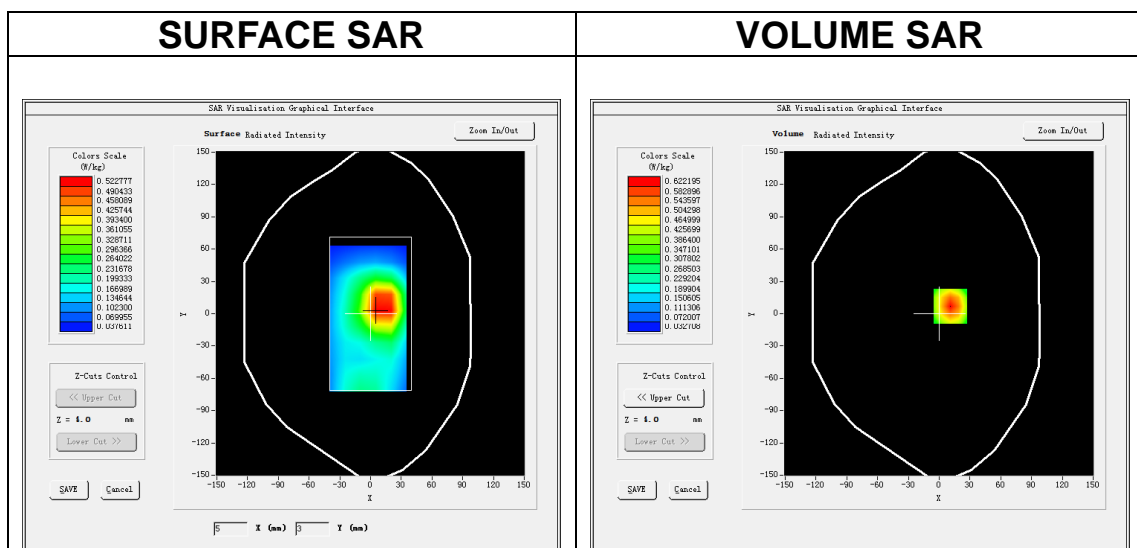 SURFACE SAR
VOLUME SAR
SAR Visualisation Graphical Interface
Surface Radiated Intensity
Zoom In/Out
Colors Scale
(W/kg)
0.522777
0.490433
0.458089
0.425744
0.393400
0.361055
0.328711
0.296366
0.264022
0.231678
0.199333
0.166989
0.134644
0.102300
0.069955
0.037611
150
120
90
60
30
0
-30
-60
-90
-120
-150
Y
-150 -120 -90 -60 -30 0 30 60 90 120 150
X
Z-Cuts Control
<< Upper Cut
Z = 4.0 mm
Lower Cut >>
SAVE
Cancel
5 X (mm) 3 Y (mm)
SAR Visualisation Graphical Interface
Volume Radiated Intensity
Zoom In/Out
Colors Scale
(W/kg)
0.622195
0.582896
0.543597
0.504298
0.464999
0.425699
0.386400
0.347101
0.307802
0.268503
0.229204
0.189904
0.150605
0.111306
0.072007
0.032708
150
120
90
60
30
0
-30
-60
-90
-120
-150
Y
-150 -120 -90 -60 -30 0 30 60 90 120 150
X
Z-Cuts Control
<< Upper Cut
Z = 4.0 mm
Lower Cut >>
SAVE
Cancel